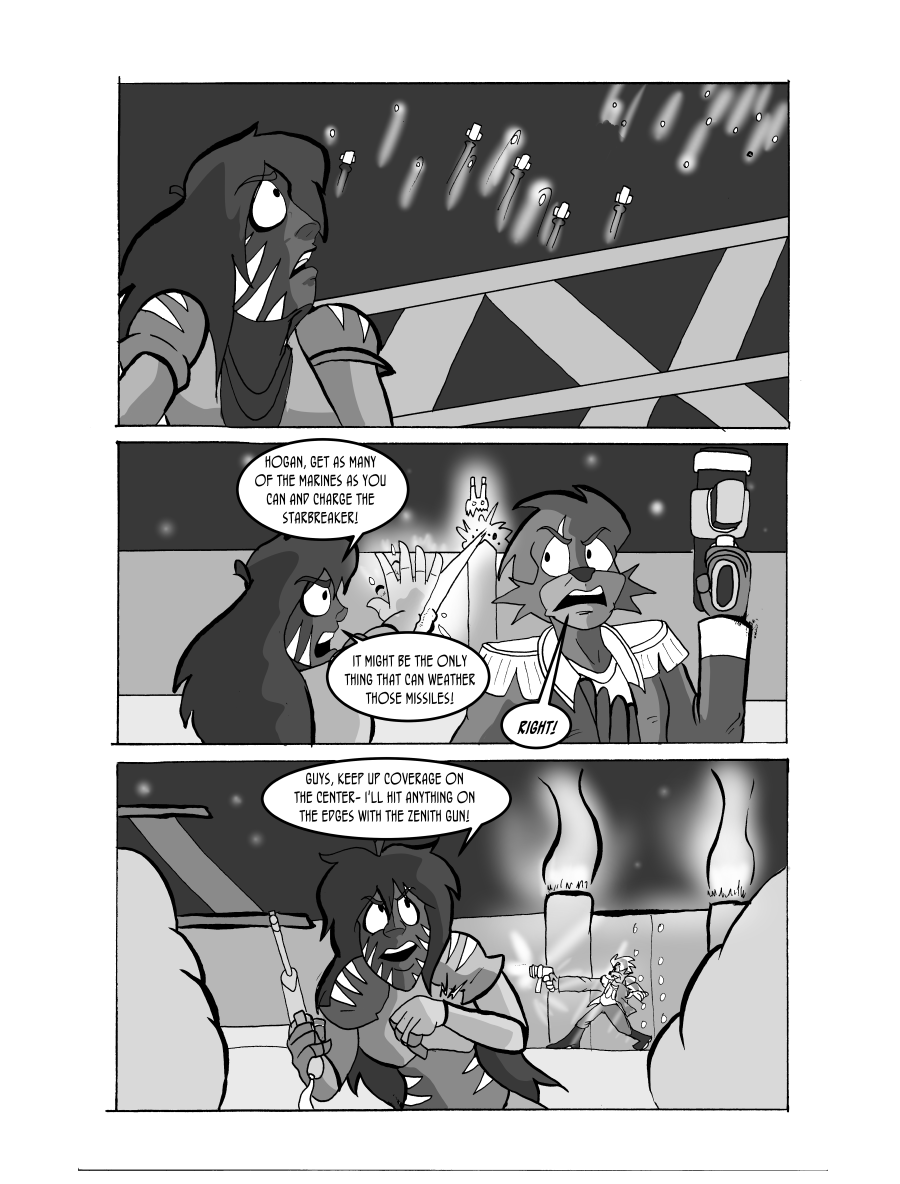 HOGAN, GET AS MANY
OF THE MARINES AS YOU
CAN AND CHARGE THE
STARBREAKER!
IT MIGHT BE THE ONLY
THING THAT CAN WEATHER
THOSE MISSILES!
RIGHT!
GUYS, KEEP UP COVERAGE ON
THE CENTER- I'LL HIT ANYTHING ON
THE EDGES WITH THE ZENITH GUN!